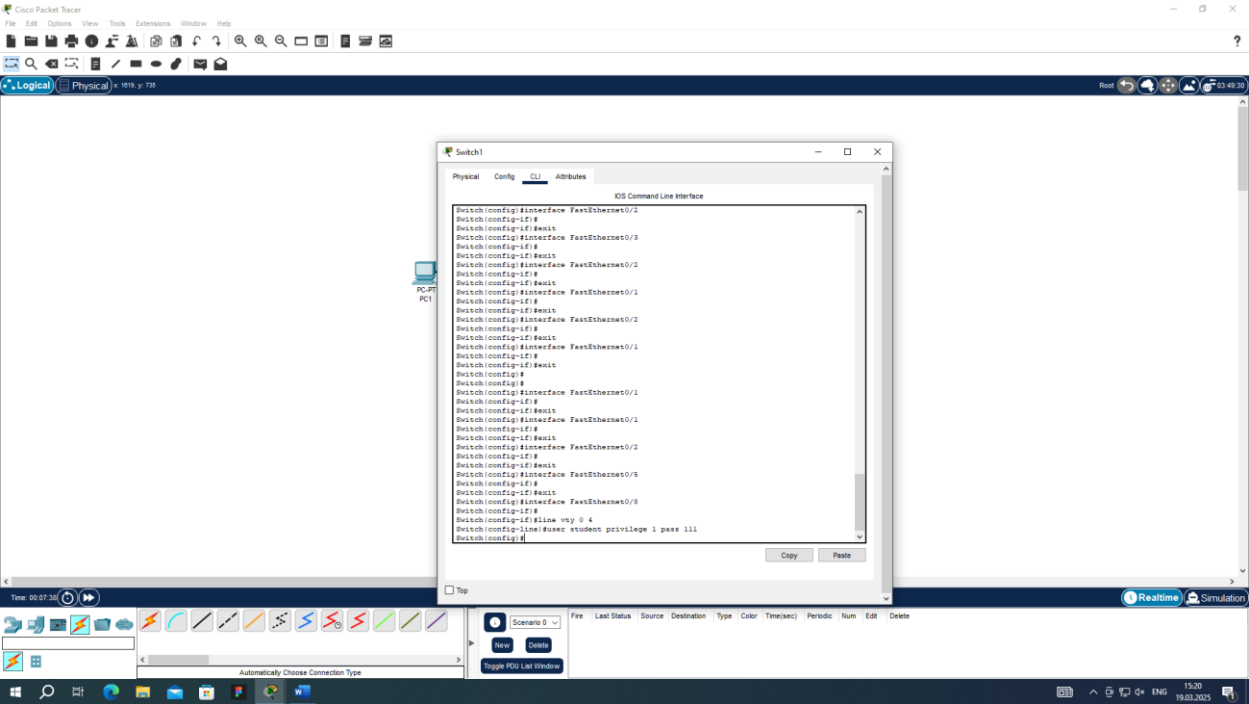 Cisco Packet Tracer
File Edit Options View Tools Extensions Window Help
?
Logical Physical x: 1619, y: 735 Root 03:49:30
Switch1
Physical Config CLI Attributes
IOS Command Line Interface
Switch(config)#interface FastEthernet0/2
Switch(config-if)#
Switch(config-if)#exit
Switch(config)#interface FastEthernet0/3
Switch(config-if)#
Switch(config-if)#exit
Switch(config)#interface FastEthernet0/2
Switch(config-if)#
Switch(config-if)#exit
Switch(config)#interface FastEthernet0/1
Switch(config-if)#
Switch(config-if)#exit
Switch(config)#interface FastEthernet0/2
Switch(config-if)#
Switch(config-if)#exit
Switch(config)#interface FastEthernet0/1
Switch(config-if)#
Switch(config-if)#exit
Switch(config)#
Switch(config)#
Switch(config)#interface FastEthernet0/1
Switch(config-if)#
Switch(config-if)#exit
Switch(config)#interface FastEthernet0/1
Switch(config-if)#
Switch(config-if)#exit
Switch(config)#interface FastEthernet0/2
Switch(config-if)#
Switch(config-if)#exit
Switch(config)#interface FastEthernet0/5
Switch(config-if)#
Switch(config-if)#exit
Switch(config)#interface FastEthernet0/8
Switch(config-if)#
Switch(config-if)#line vty 0 4
Switch(config-line)#user student privilege 1 pass 111
Switch(config)#
PC-PT
PC1
Copy Paste
Top
Time: 00:07:38 Realtime Simulation
Scenario 0
New Delete
Toggle PDU List Window
Fire Last Status Source Destination Type Color Time(sec) Periodic Num Edit Delete
Automatically Choose Connection Type
ENG 15:20
19.03.2025
1